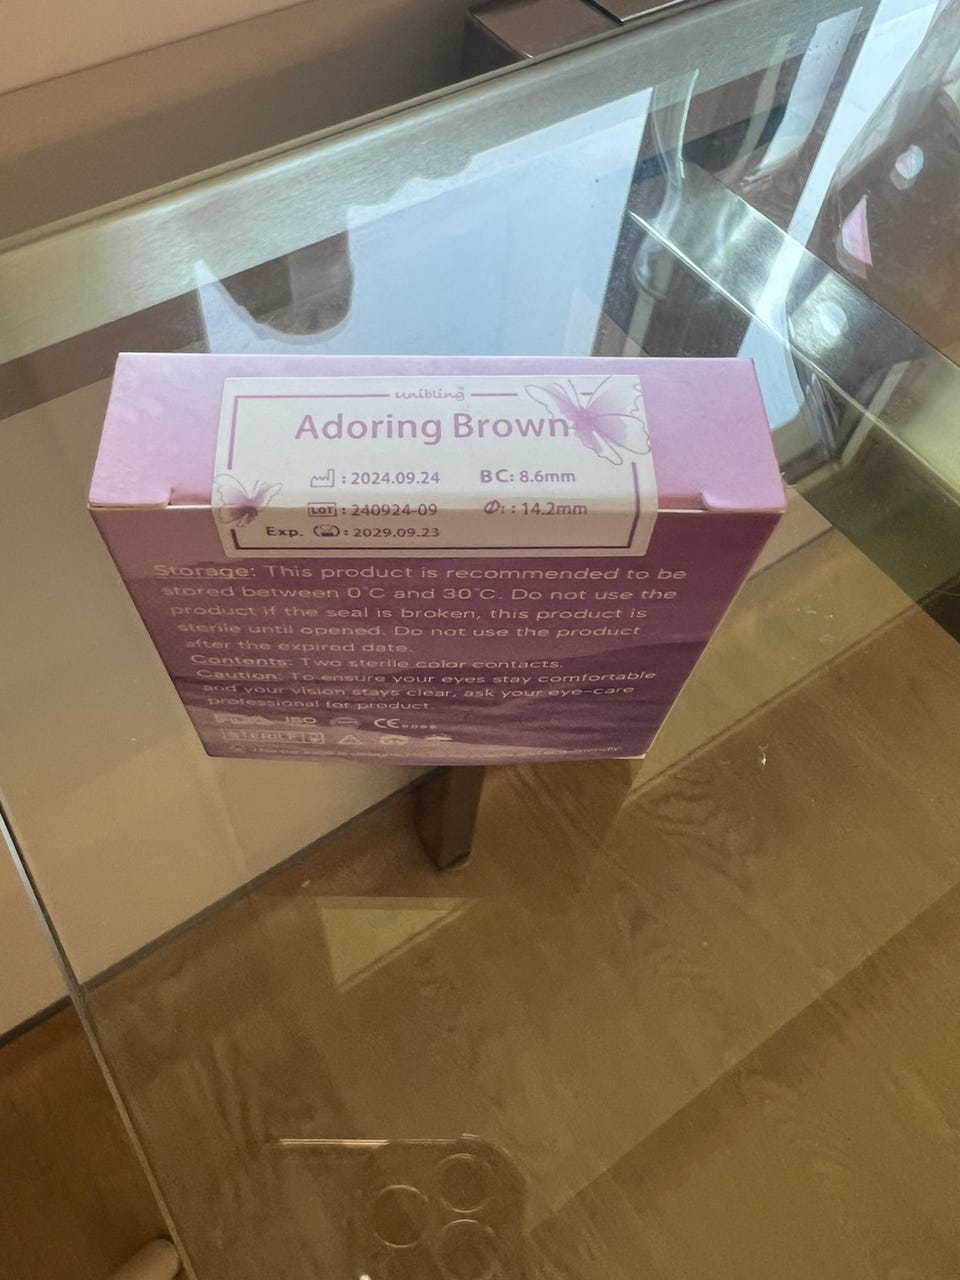 unibling
Adoring Brown
: 2024.09.24 BC: 8.6mm
LOT : 240924-09 ΦT : 14.2mm
Exp. : 2029.09.23
Storage: This product is recommended to be
stored between 0°C and 30°C. Do not use the
product if the seal is broken, this product is
sterile until opened. Do not use the product
after the expired date.
Contents: Two sterile color contacts.
Caution: To ensure your eyes stay comfortable
and your vision stays clear, ask your eye-care
professional for product.
FDA ISO CE
STERILE